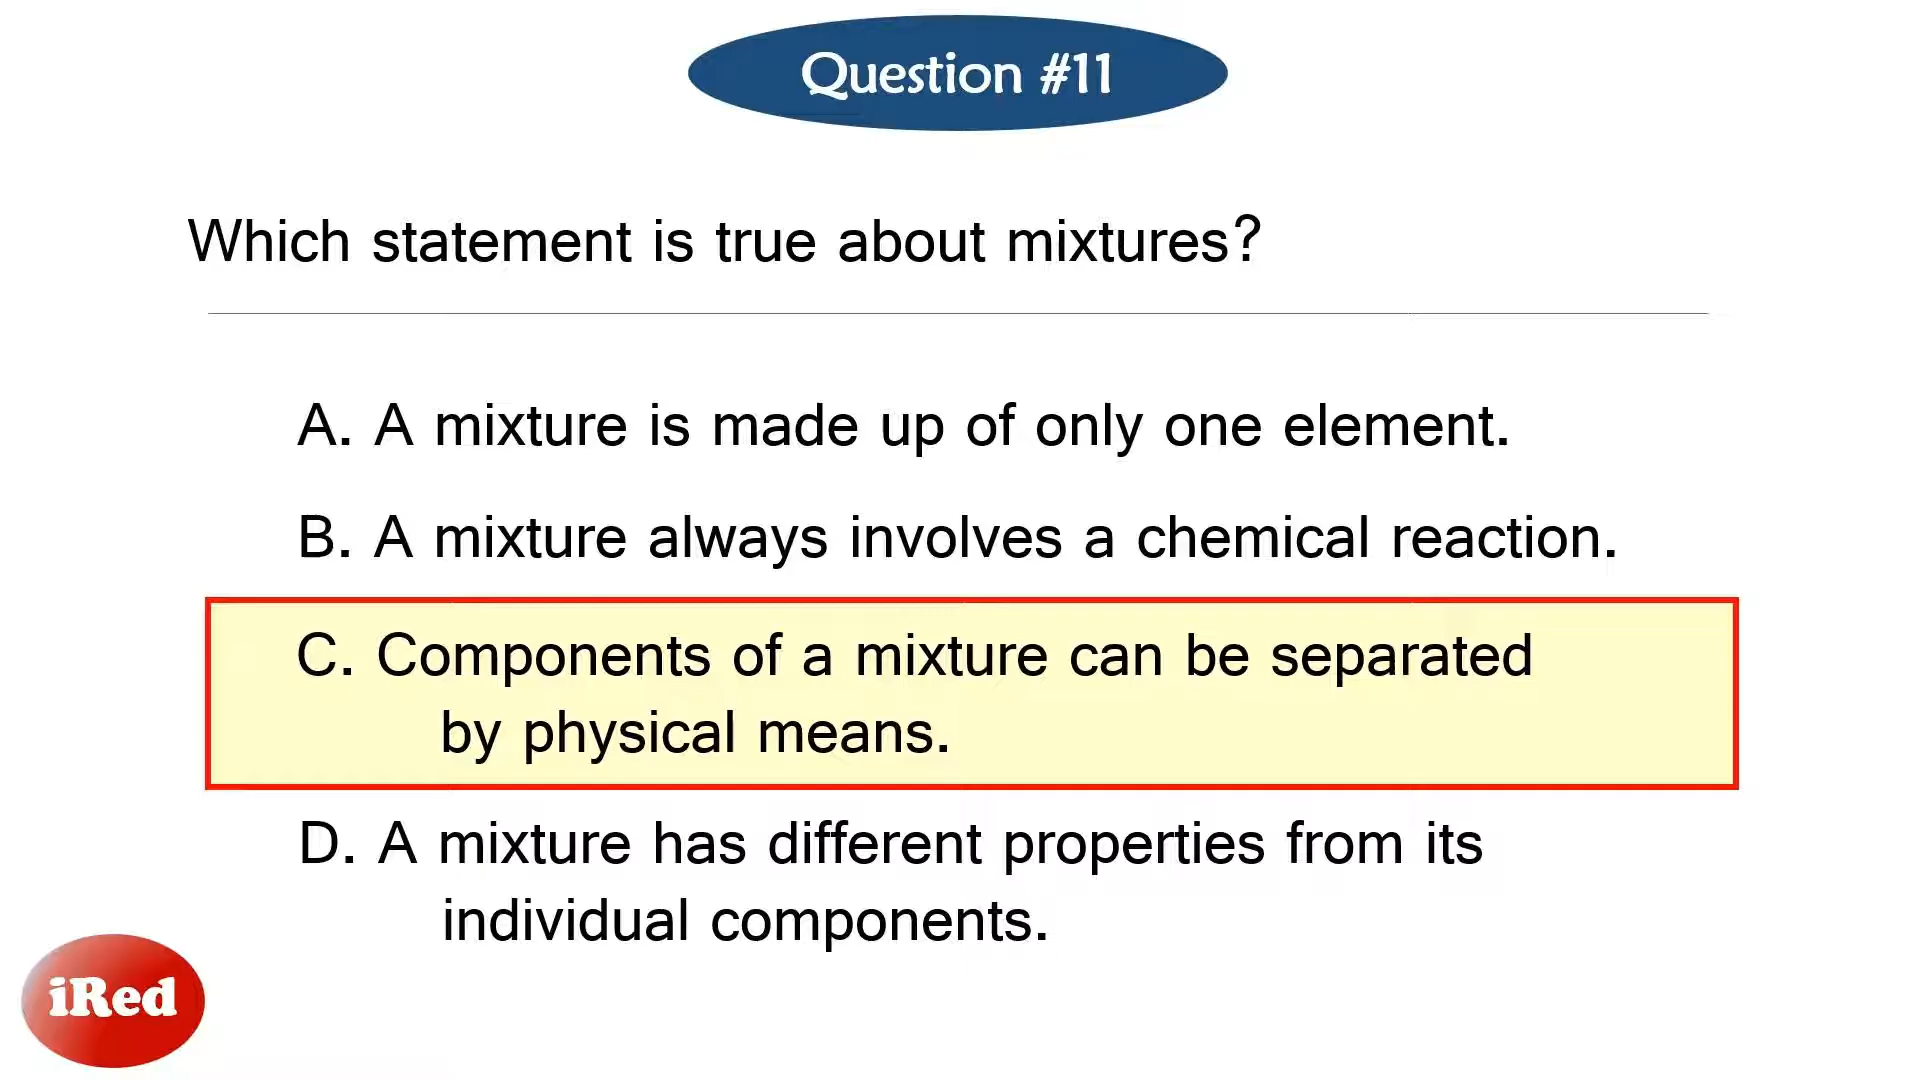 Question #11
Which statement is true about mixtures?
A. A mixture is made up of only one element.
B. A mixture always involves a chemical reaction.
C. Components of a mixture can be separated
by physical means.
D. A mixture has different properties from its
individual components.
iRed